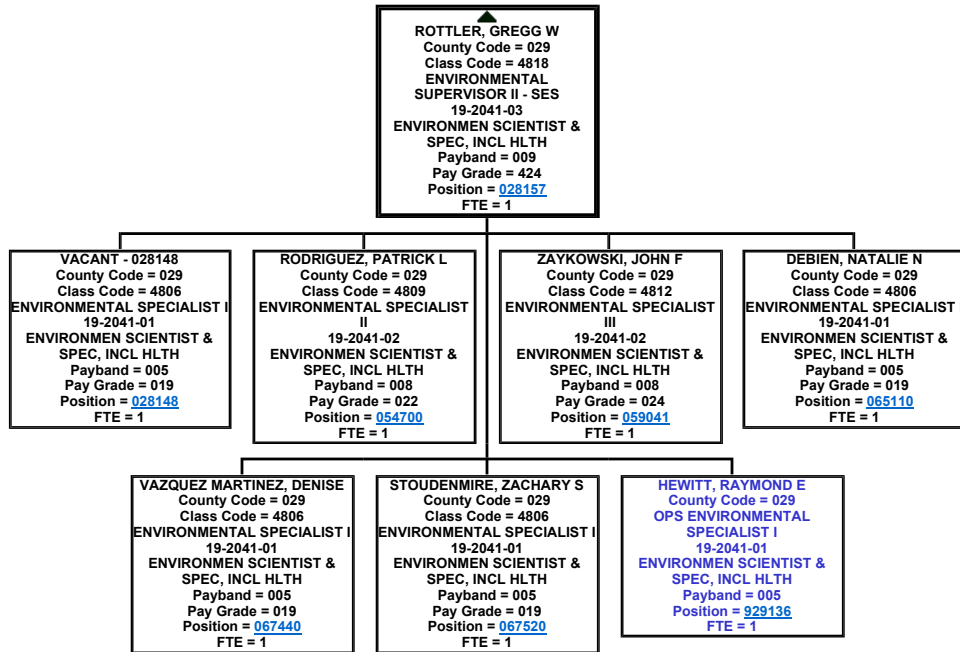 ROTTLER, GREGG W
County Code = 029
Class Code = 4818
ENVIRONMENTAL
SUPERVISOR II - SES
19-2041-03
ENVIRONMEN SCIENTIST &
SPEC, INCL HLTH
Payband = 009
Pay Grade = 424
Position = 028157
FTE = 1
VACANT - 028148
County Code = 029
Class Code = 4806
ENVIRONMENTAL SPECIALIST I
19-2041-01
ENVIRONMEN SCIENTIST &
SPEC, INCL HLTH
Payband = 005
Pay Grade = 019
Position = 028148
FTE = 1
RODRIGUEZ, PATRICK L
County Code = 029
Class Code = 4809
ENVIRONMENTAL SPECIALIST
II
19-2041-02
ENVIRONMEN SCIENTIST &
SPEC, INCL HLTH
Payband = 008
Pay Grade = 022
Position = 054700
FTE = 1
ZAYKOWSKI, JOHN F
County Code = 029
Class Code = 4812
ENVIRONMENTAL SPECIALIST
III
19-2041-02
ENVIRONMEN SCIENTIST &
SPEC, INCL HLTH
Payband = 008
Pay Grade = 024
Position = 059041
FTE = 1
DEBIEN, NATALIE N
County Code = 029
Class Code = 4806
ENVIRONMENTAL SPECIALIST I
19-2041-01
ENVIRONMEN SCIENTIST &
SPEC, INCL HLTH
Payband = 005
Pay Grade = 019
Position = 065110
FTE = 1
VAZQUEZ MARTINEZ, DENISE
County Code = 029
Class Code = 4806
ENVIRONMENTAL SPECIALIST I
19-2041-01
ENVIRONMEN SCIENTIST &
SPEC, INCL HLTH
Payband = 005
Pay Grade = 019
Position = 067440
FTE = 1
STOUDENMIRE, ZACHARY S
County Code = 029
Class Code = 4806
ENVIRONMENTAL SPECIALIST I
19-2041-01
ENVIRONMEN SCIENTIST &
SPEC, INCL HLTH
Payband = 005
Pay Grade = 019
Position = 067520
FTE = 1
HEWITT, RAYMOND E
County Code = 029
OPS ENVIRONMENTAL
SPECIALIST I
19-2041-01
ENVIRONMEN SCIENTIST &
SPEC, INCL HLTH
Payband = 005
Position = 929136
FTE = 1